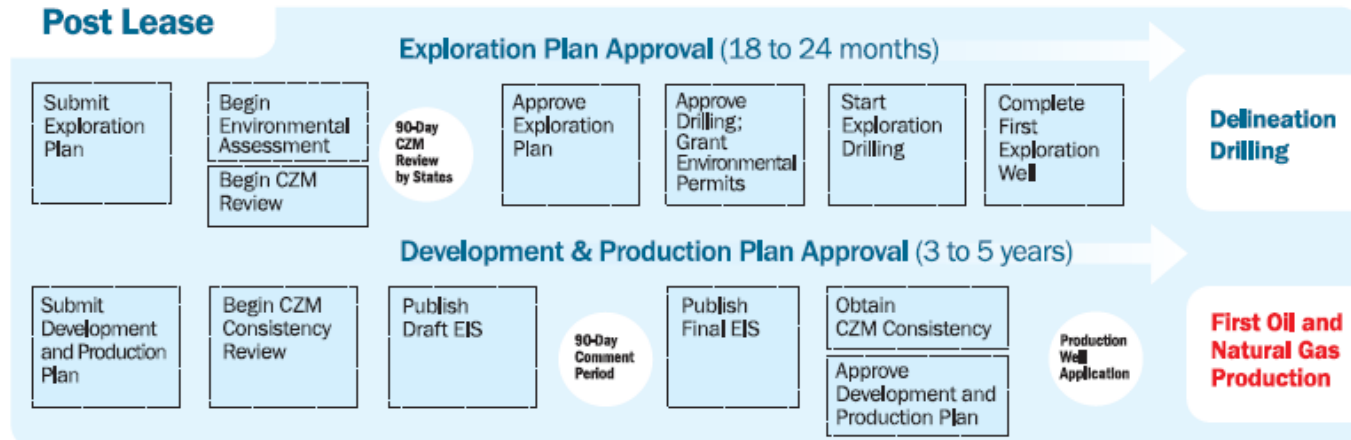 Post Lease
Exploration Plan Approval (18 to 24 months)
Submit
Exploration
Plan
Begin
Environmental
Assessment
Begin CZM
Review
90-Day
CZM
Review
by States
Approve
Exploration
Plan
Approve
Drilling;
Grant
Environmental
Permits
Start
Exploration
Drilling
Complete
First
Exploration
Well
Delineation
Drilling
Development & Production Plan Approval (3 to 5 years)
Submit
Development
and Production
Plan
Begin CZM
Consistency
Review
Publish
Draft EIS
90-Day
Comment
Period
Publish
Final EIS
Obtain
CZM Consistency
Approve
Development and
Production Plan
Production
Well
Application
First Oil and
Natural Gas
Production